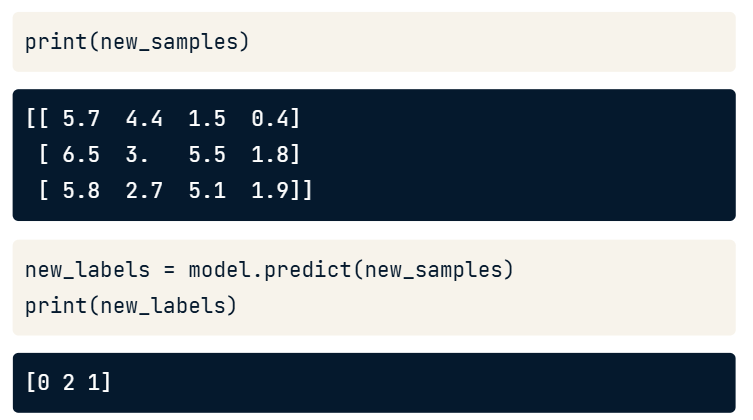 print(new_samples)
[[ 5.7  4.4  1.5  0.4]
 [ 6.5  3.   5.5  1.8]
 [ 5.8  2.7  5.1  1.9]]
new_labels = model.predict(new_samples)
print(new_labels)
[0 2 1]